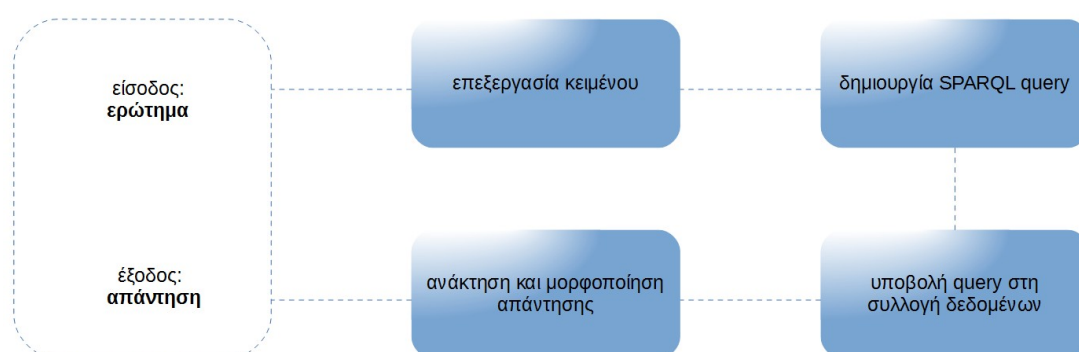 είσοδος:
ερώτημα
επεξεργασία κειμένου
δημιουργία SPARQL query
έξοδος:
απάντηση
ανάκτηση και μορφοποίηση
απάντησης
υποβολή query στη
συλλογή δεδομένων